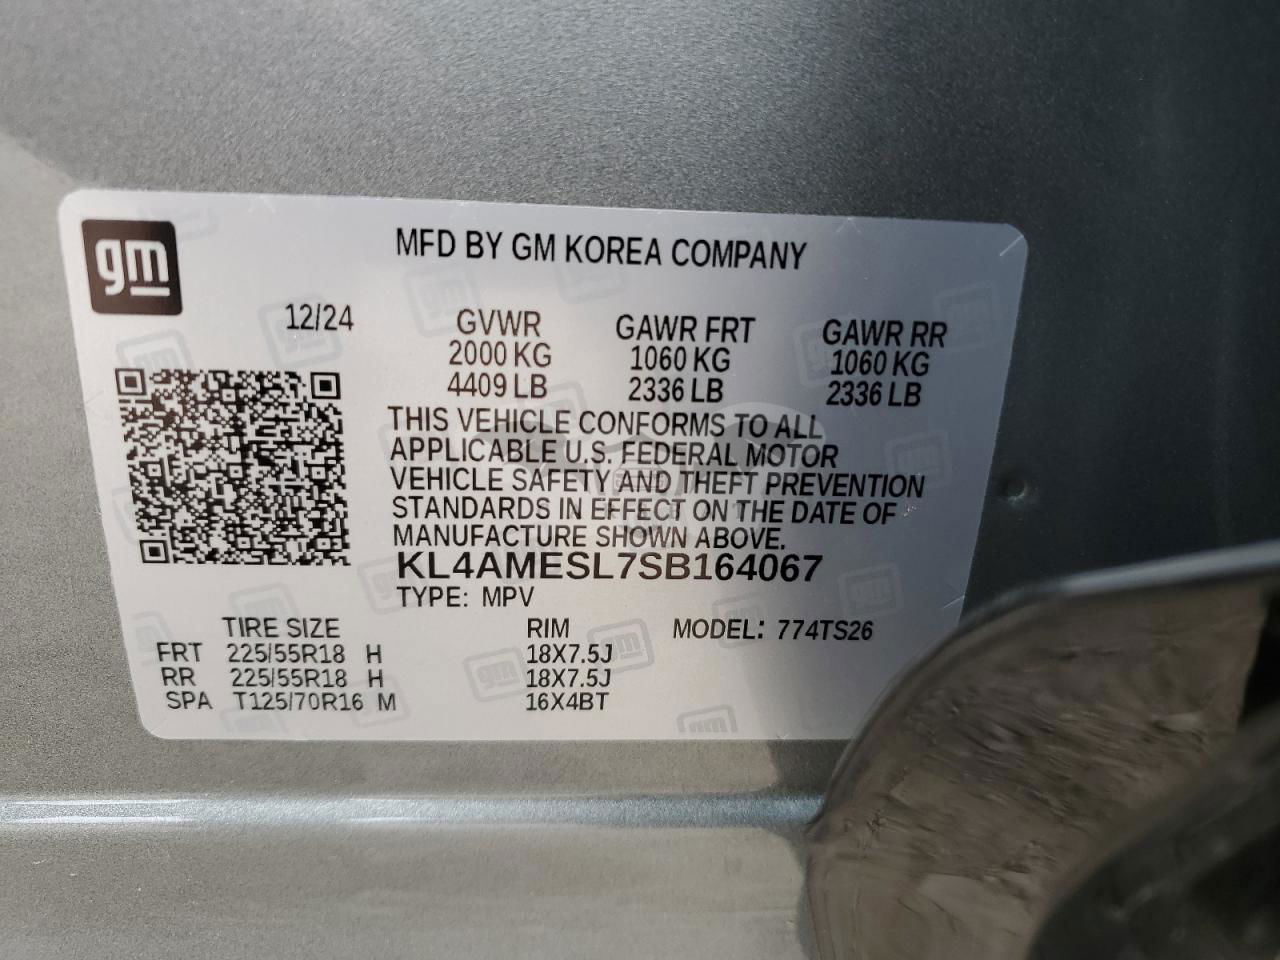 gm
MFD BY GM KOREA COMPANY
12/24 GVWR GAWR FRT GAWR RR
2000 KG 1060 KG 1060 KG
4409 LB 2336 LB 2336 LB
THIS VEHICLE CONFORMS TO ALL
APPLICABLE U.S. FEDERAL MOTOR
VEHICLE SAFETY AND THEFT PREVENTION
STANDARDS IN EFFECT ON THE DATE OF
MANUFACTURE SHOWN ABOVE.
KL4AMESL7SB164067
TYPE: MPV
TIRE SIZE RIM MODEL: 774TS26
FRT 225/55R18 H 18X7.5J
RR 225/55R18 H 18X7.5J
SPA T125/70R16 M 16X4BT